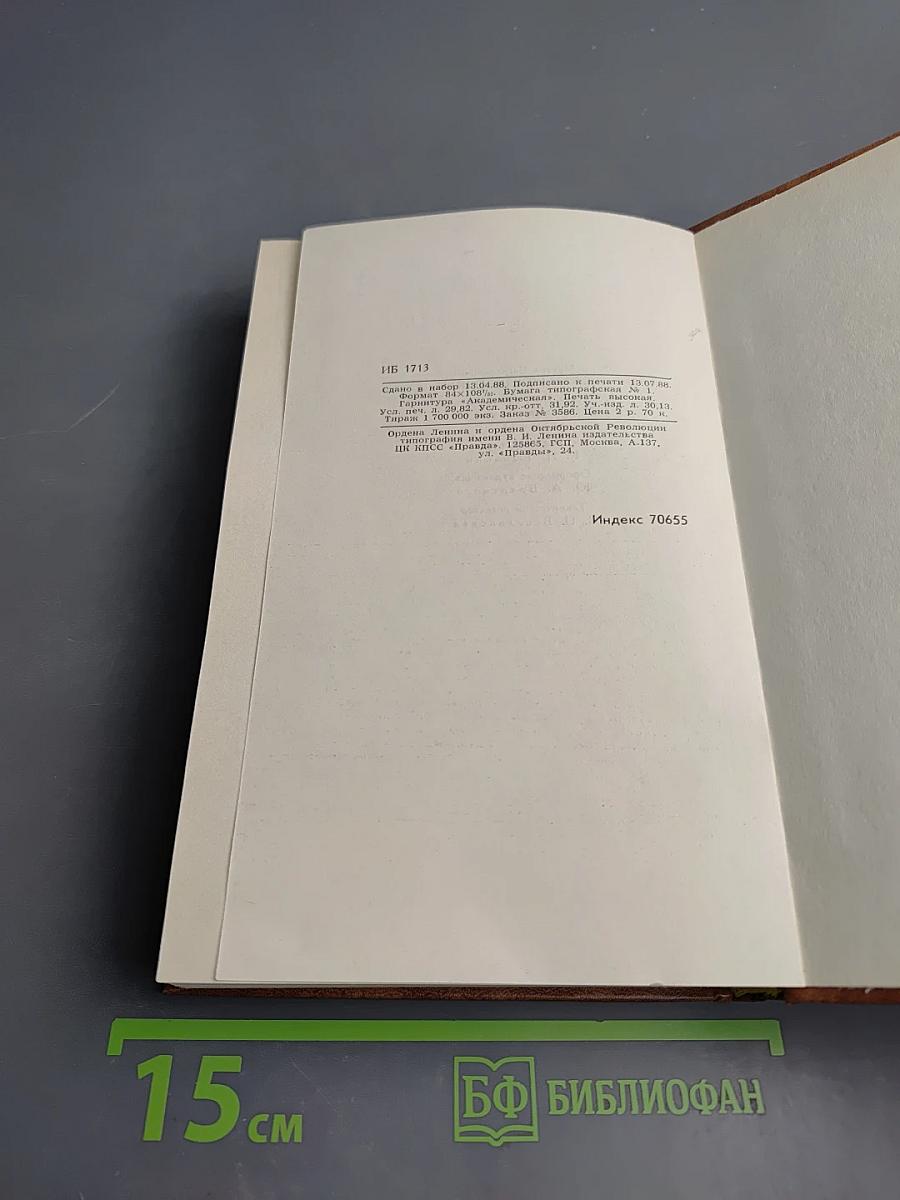 ИБ 1713
Сдано в набор 13.04.88. Подписано к печати 13.07.88.
Формат 84×108¹/₃₂. Бумага типографская № 1.
Гарнитура «Академическая». Печать высокая.
Усл. печ. л. 29,82. Усл. кр.-отт. 31,92. Уч.-изд. л. 30,13.
Тираж 1 700 000 экз. Заказ № 3586. Цена 2 р. 70 к.
Ордена Ленина и ордена Октябрьской Революции
типография имени В. И. Ленина издательства
ЦК КПСС «Правда». 125865, ГСП, Москва, А-137,
ул. «Правды», 24.
Индекс 70655
15 см
БФ БИБЛИОФАН